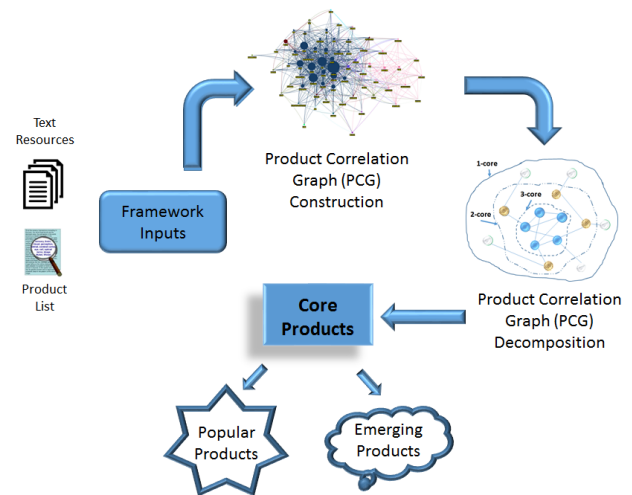 Text
Resources
Framework
Inputs
Product
List
Product Correlation
Graph (PCG)
Construction
1-core
3-core
2-core
Product Correlation
Graph (PCG)
Decomposition
Core
Products
Popular
Products
Emerging
Products